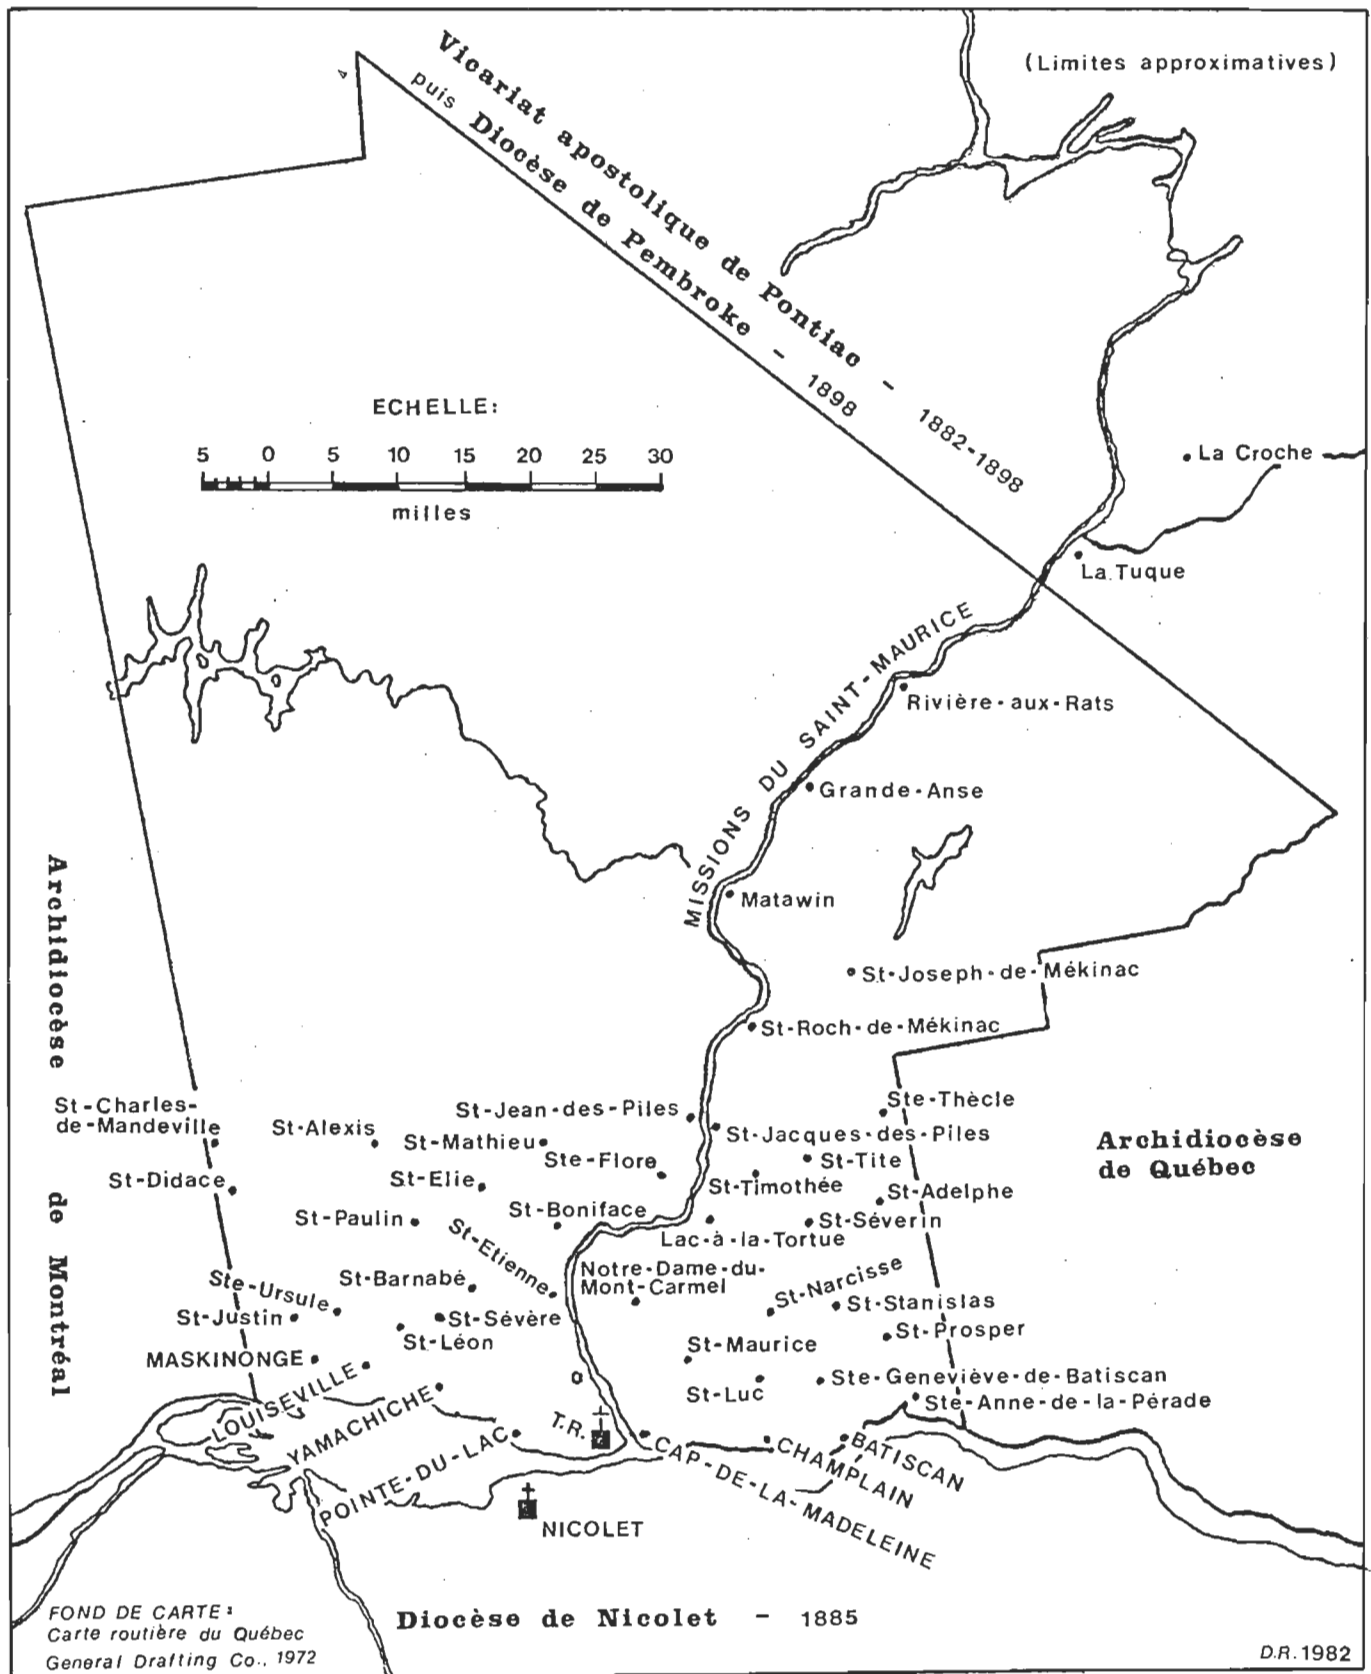 (Limites approximatives)
Vicariat apostolique de Pontiac - 1882-1898
puis Diocèse de Pembroke - 1898
ECHELLE:
5 0 5 10 15 20 25 30
milles
La Croche
La Tuque
MISSIONS DU SAINT-MAURICE
Rivière-aux-Rats
Grande-Anse
Matawin
St-Joseph-de-Mékinac
St-Roch-de-Mékinac
Archidiocèse de Montréal
St-Charles-
de-Mandeville
St-Alexis
St-Jean-des-Piles
St-Mathieu
Ste-Thècle
St-Jacques-des-Piles
Archidiocèse
de Québec
St-Didace
St-Elie
Ste-Flore
St-Tite
St-Timothée
St-Adelphe
St-Paulin
St-Boniface
St-Séverin
Lac-à-la-Tortue
St-Etienne
Notre-Dame-du-
Mont-Carmel
Ste-Ursule
St-Barnabé
St-Narcisse
St-Stanislas
St-Justin
St-Sévère
St-Léon
St-Prosper
St-Maurice
MASKINONGE
Ste-Geneviève-de-Batiscan
St-Luc
Ste-Anne-de-la-Pérade
LOUISEVILLE
YAMACHICHE
POINTE-DU-LAC
T.R.
CAP-DE-LA-MADELEINE
CHAMPLAIN
BATISCAN
NICOLET
Diocèse de Nicolet - 1885
FOND DE CARTE:
Carte routière du Québec
General Drafting Co., 1972
D.R. 1982